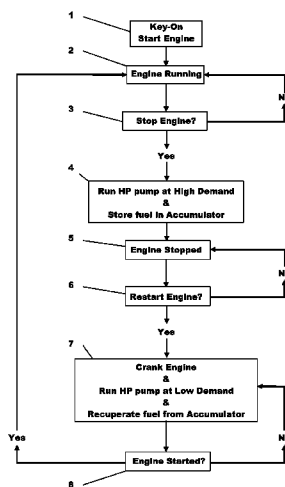 1
Key-On
Start Engine
2
Engine Running
N
3
Stop Engine?
Yes
4
Run HP pump at High Demand
&
Store fuel in Accumulator
5
Engine Stopped
N
6
Restart Engine?
Yes
7
Crank Engine
&
Run HP pump at Low Demand
&
Recuperate fuel from Accumulator
Yes
N
Engine Started?
8